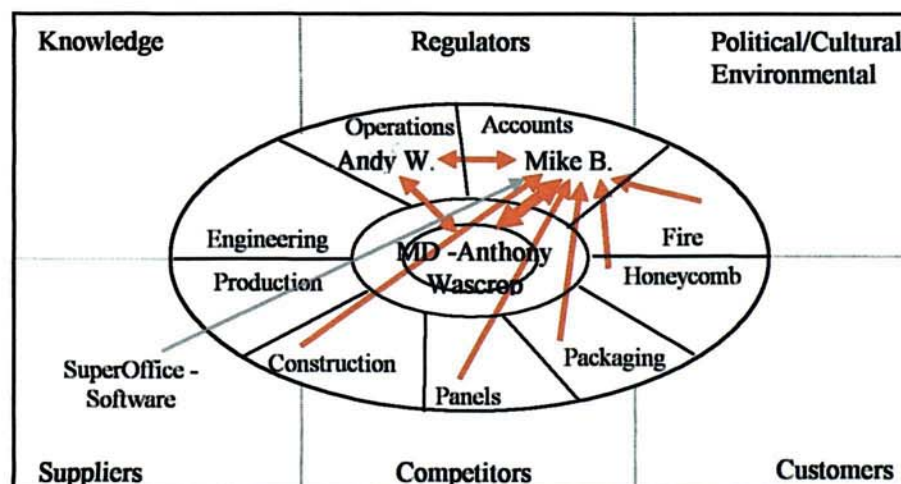 Knowledge
Regulators
Political/Cultural
Environmental
Operations
Accounts
Andy W.
Mike B.
Engineering
Fire
MD -Anthony
Wascrop
Production
Honeycomb
SuperOffice -
Software
Construction
Packaging
Panels
Suppliers
Competitors
Customers